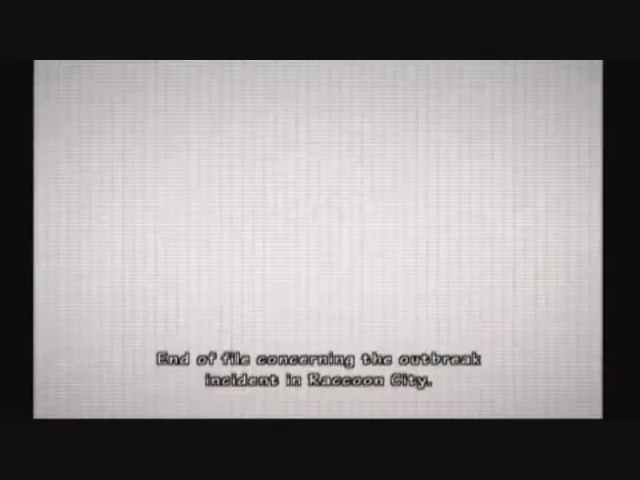 End of file concerning the outbreak
incident in Raccoon City.